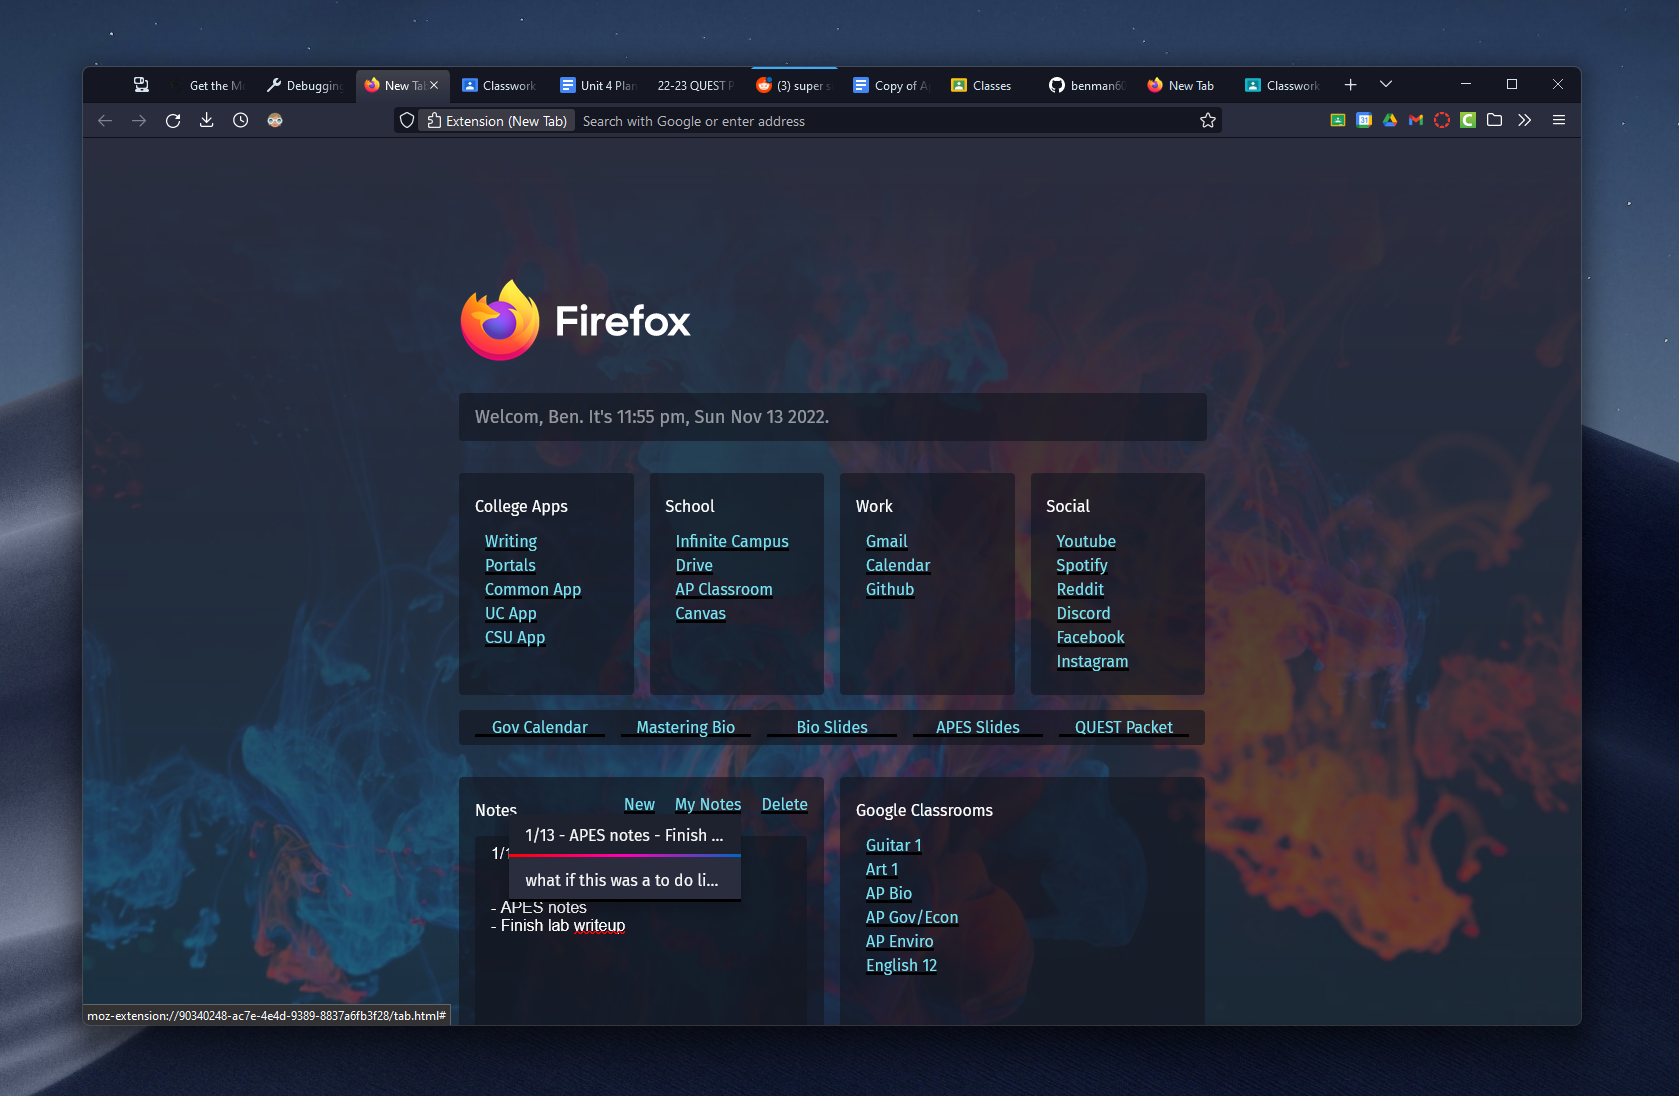 Get the Mo
Debugging
New Tab
Classwork
Unit 4 Plan
22-23 QUEST P
(3) super s
Copy of A
Classes
benman60
New Tab
Classwork
Extension (New Tab)
Search with Google or enter address
31
Firefox
Welcom, Ben. It's 11:55 pm, Sun Nov 13 2022.
College Apps
Writing
Portals
Common App
UC App
CSU App
School
Infinite Campus
Drive
AP Classroom
Canvas
Work
Gmail
Calendar
Github
Social
Youtube
Spotify
Reddit
Discord
Facebook
Instagram
Gov Calendar
Mastering Bio
Bio Slides
APES Slides
QUEST Packet
Notes
New
My Notes
Delete
1/13 - APES notes - Finish ...
what if this was a to do li...
1/1
- APES notes
- Finish lab writeup
Google Classrooms
Guitar 1
Art 1
AP Bio
AP Gov/Econ
AP Enviro
English 12
moz-extension://90340248-ac7e-4e4d-9389-8837a6fb3f28/tab.html#